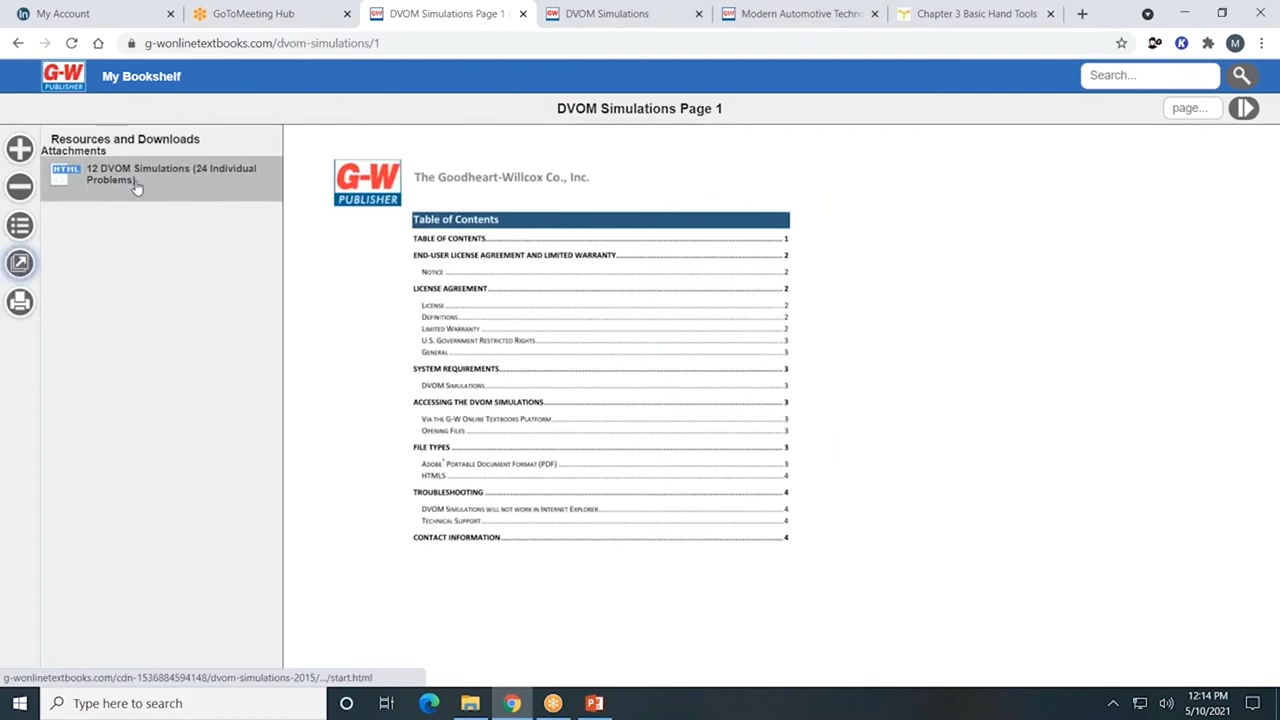 My Account
GoToMeeting Hub
DVOM Simulations Page 1
DVOM Simulations
Modern Automotive Techno
Chapter 3 Basic Hand Tools
g-wonlinetextbooks.com/dvom-simulations/1
G-W
PUBLISHER
My Bookshelf
Search...
DVOM Simulations Page 1
page...
Resources and Downloads
Attachments
HTML
12 DVOM Simulations (24 Individual
Problems)
G-W
PUBLISHER
The Goodheart-Willcox Co., Inc.
Table of Contents
TABLE OF CONTENTS 1
END-USER LICENSE AGREEMENT AND LIMITED WARRANTY 2
NOTICE 2
LICENSE AGREEMENT 2
LICENSE 2
DEFINITIONS 2
LIMITED WARRANTY 2
U.S. GOVERNMENT RESTRICTED RIGHTS 3
GENERAL 3
SYSTEM REQUIREMENTS 3
DVOM SIMULATIONS 3
ACCESSING THE DVOM SIMULATIONS 3
VIA THE G-W ONLINE TEXTBOOKS PLATFORM 3
OPENING FILES 3
FILE TYPES 3
ADOBE® PORTABLE DOCUMENT FORMAT (PDF) 3
HTML5 4
TROUBLESHOOTING 4
DVOM SIMULATIONS WILL NOT WORK IN INTERNET EXPLORER 4
TECHNICAL SUPPORT 4
CONTACT INFORMATION 4
g-wonlinetextbooks.com/cdn-1536884594148/dvom-simulations-2015/.../start.html
Type here to search
12:14 PM
5/10/2021